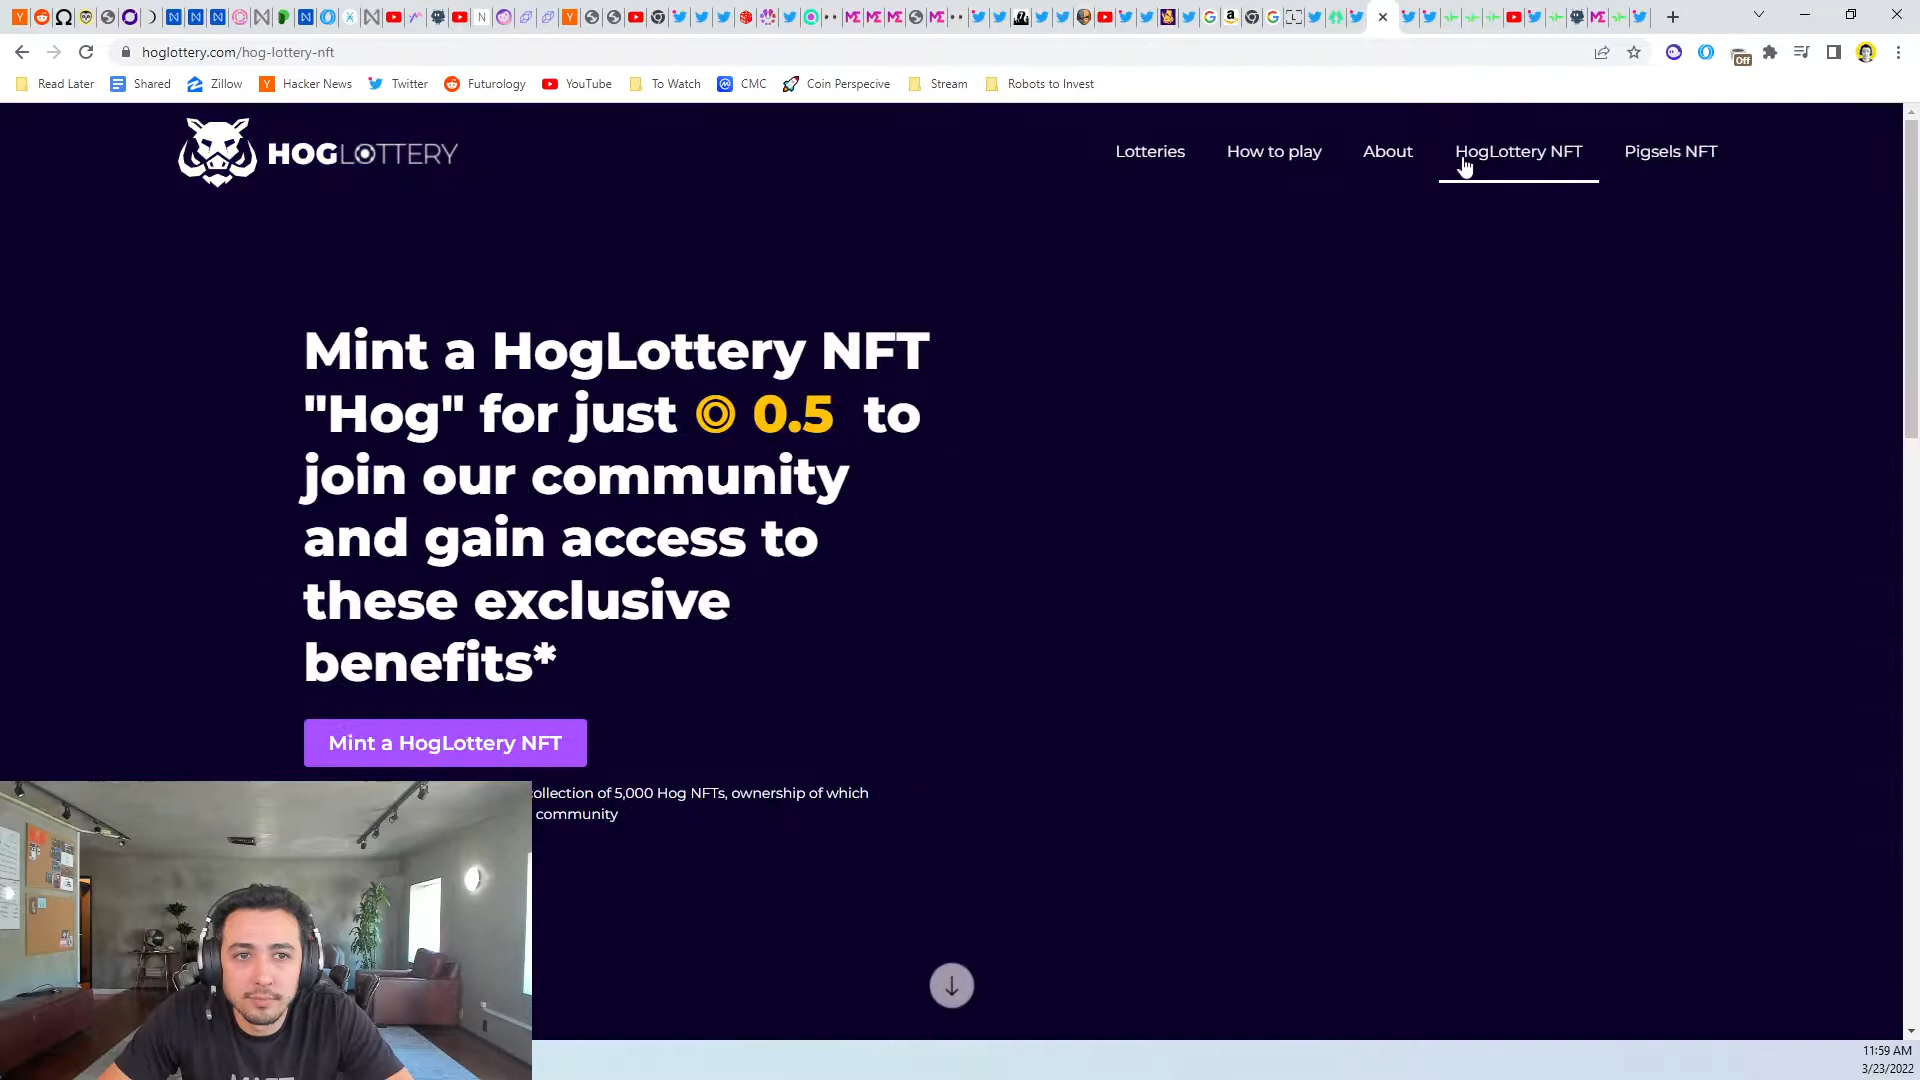 hoglottery.com/hog-lottery-nft
Off
Read Later
Shared
Zillow
Hacker News
Twitter
Futurology
YouTube
To Watch
CMC
Coin Perspecive
Stream
Robots to Invest
HOGLOTTERY
Lotteries
How to play
About
HogLottery NFT
Pigsels NFT
Mint a HogLottery NFT
"Hog" for just 0.5 to
join our community
and gain access to
these exclusive
benefits*
Mint a HogLottery NFT
collection of 5,000 Hog NFTs, ownership of which
community
11:59 AM
3/23/2022